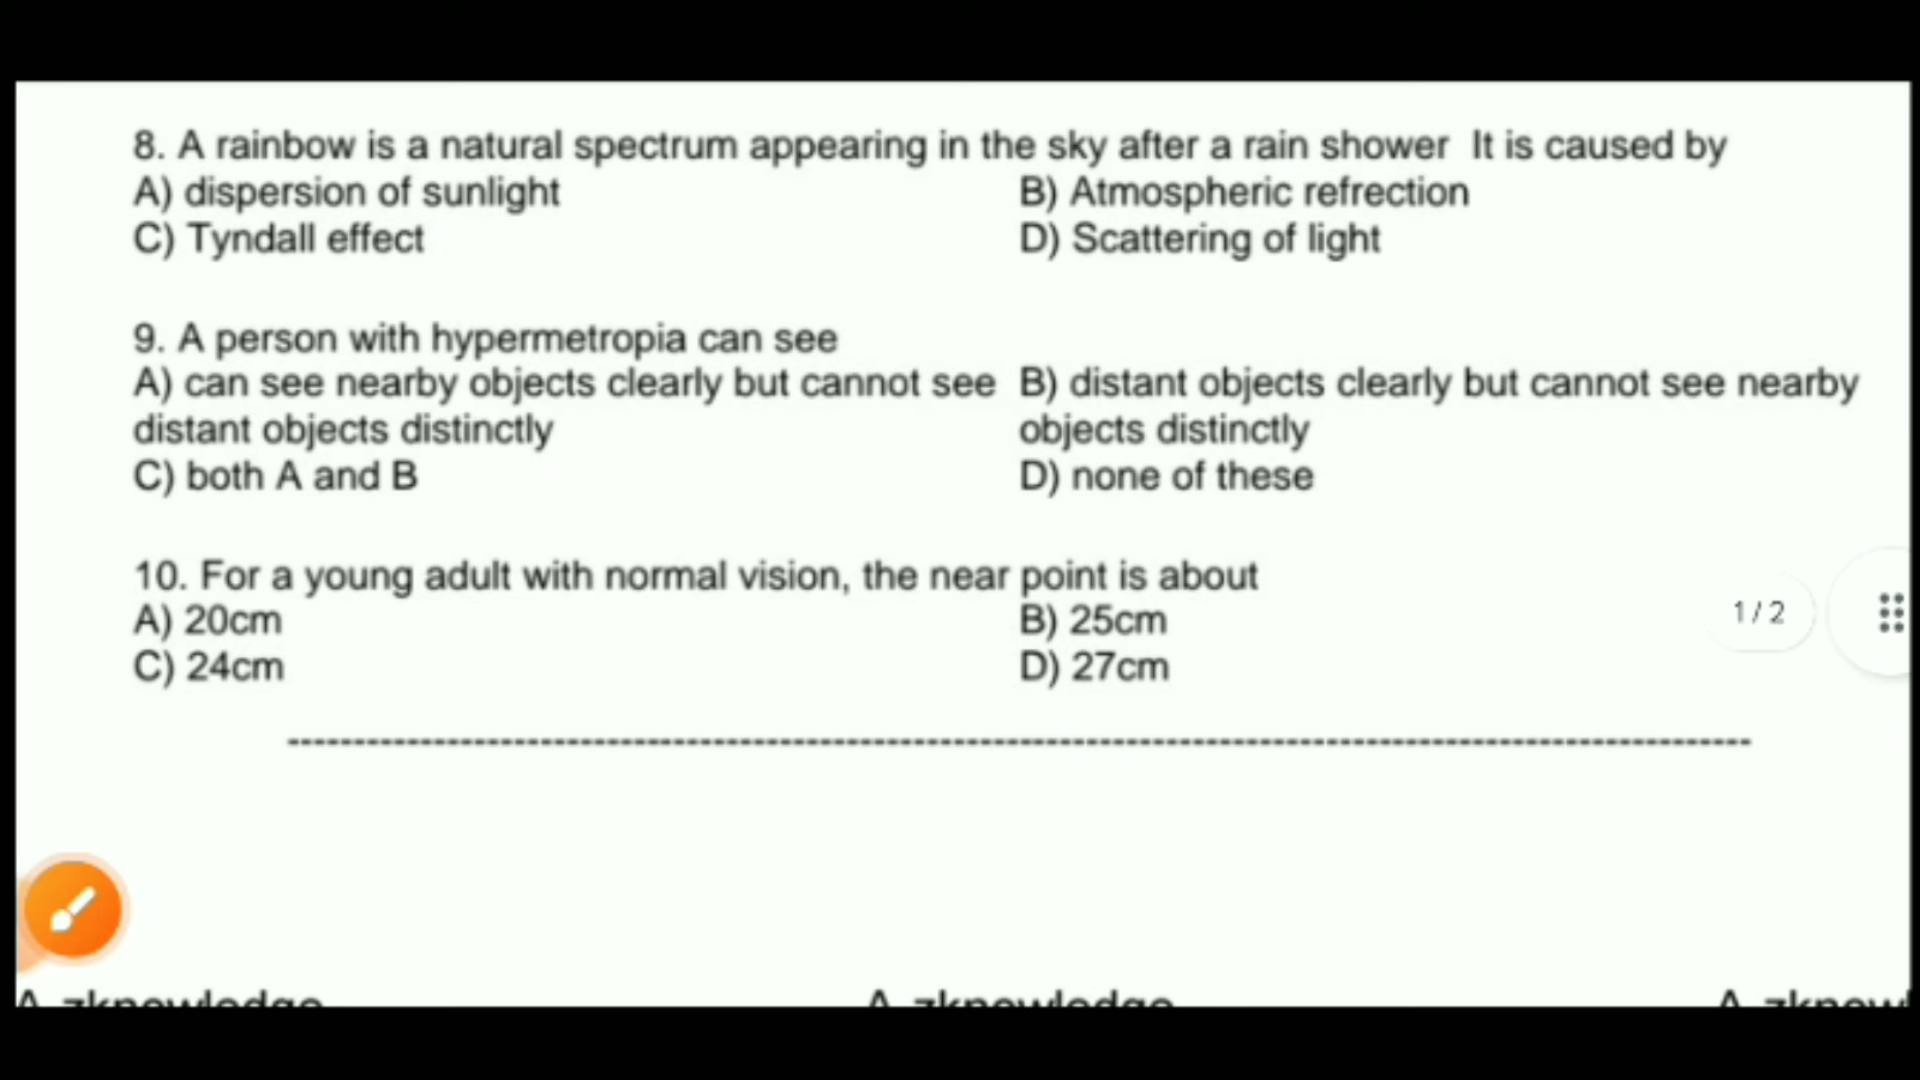 8. A rainbow is a natural spectrum appearing in the sky after a rain shower  It is caused by
A) dispersion of sunlight B) Atmospheric refrection
C) Tyndall effect D) Scattering of light
9. A person with hypermetropia can see
A) can see nearby objects clearly but cannot see B) distant objects clearly but cannot see nearby
distant objects distinctly objects distinctly
C) both A and B D) none of these
10. For a young adult with normal vision, the near point is about
A) 20cm B) 25cm
C) 24cm D) 27cm
1 / 2
--------------------------------------------------------------------------------------------------------------
A_zknowledge A_zknowledge